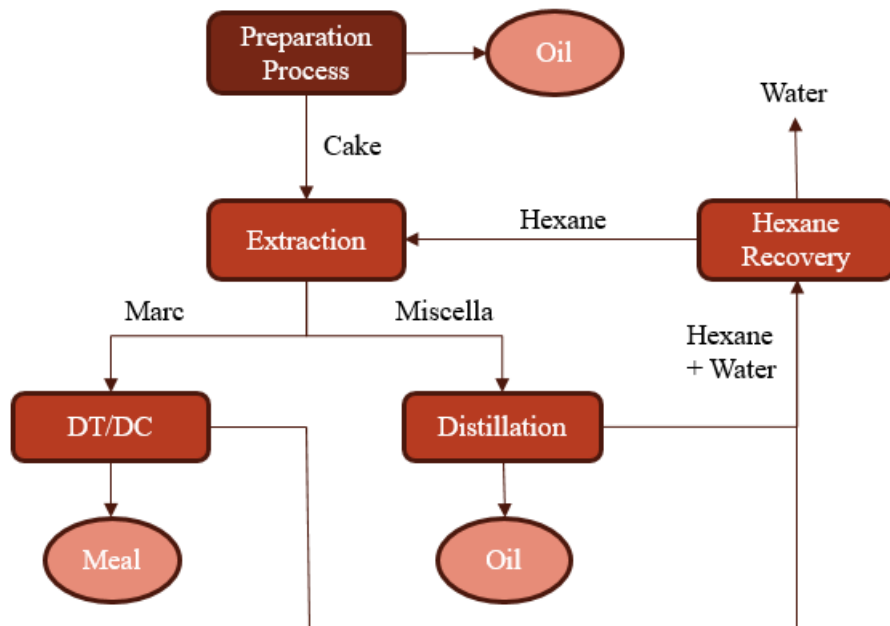 Preparation
Process
Oil
Water
Cake
Hexane
Extraction
Hexane
Recovery
Marc
Miscella
Hexane
+ Water
DT/DC
Distillation
Meal
Oil